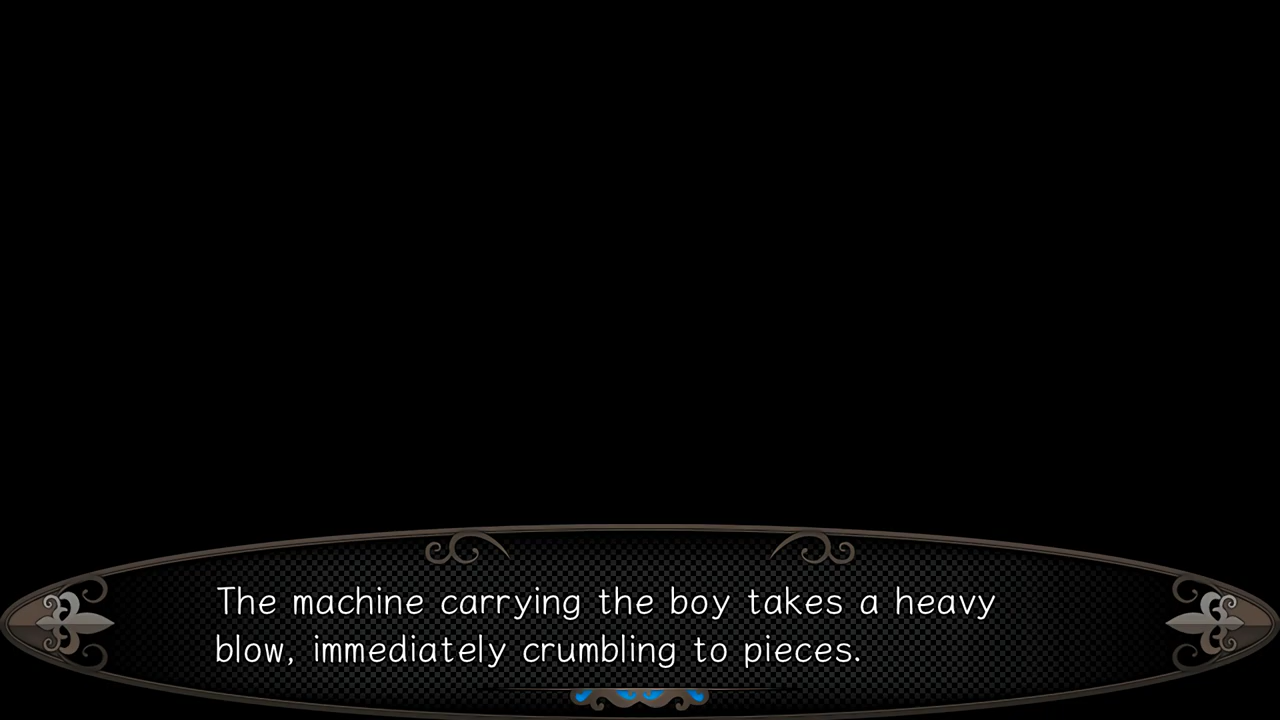 The machine carrying the boy takes a heavy
blow, immediately crumbling to pieces.